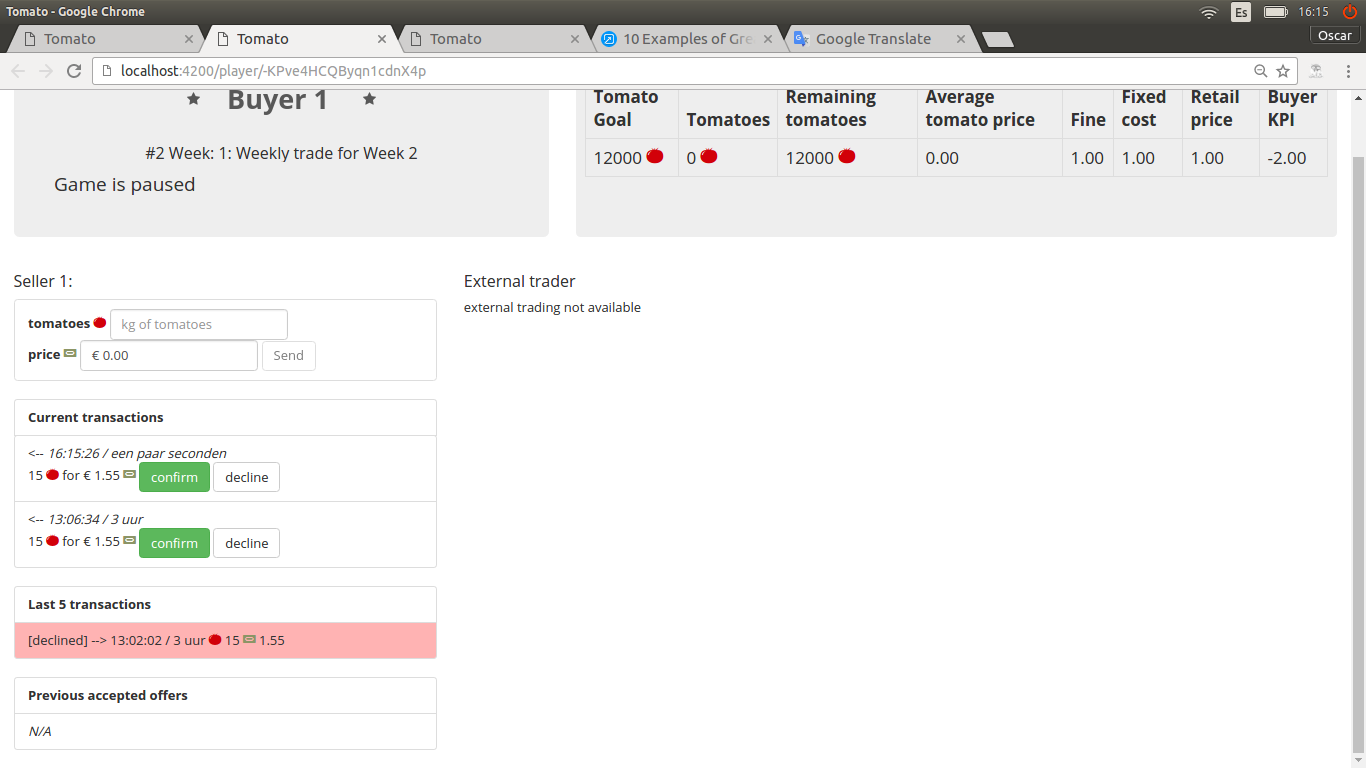 Tomato - Google Chrome
Es
16:15
Tomato
Tomato
Tomato
10 Examples of Gre
Google Translate
Oscar
localhost:4200/player/-KPve4HCQByqn1cdnX4p
Buyer 1
#2 Week: 1: Weekly trade for Week 2
Game is paused
Tomato Goal
Tomatoes
Remaining tomatoes
Average tomato price
Fine
Fixed cost
Retail price
Buyer KPI
12000
0
12000
0.00
1.00
1.00
1.00
-2.00
Seller 1:
tomatoes
kg of tomatoes
price
€ 0.00
Send
Current transactions
<-- 16:15:26 / een paar seconden
15 for € 1.55 confirm decline
<-- 13:06:34 / 3 uur
15 for € 1.55 confirm decline
Last 5 transactions
[declined] --> 13:02:02 / 3 uur 15 1.55
Previous accepted offers
N/A
External trader
external trading not available